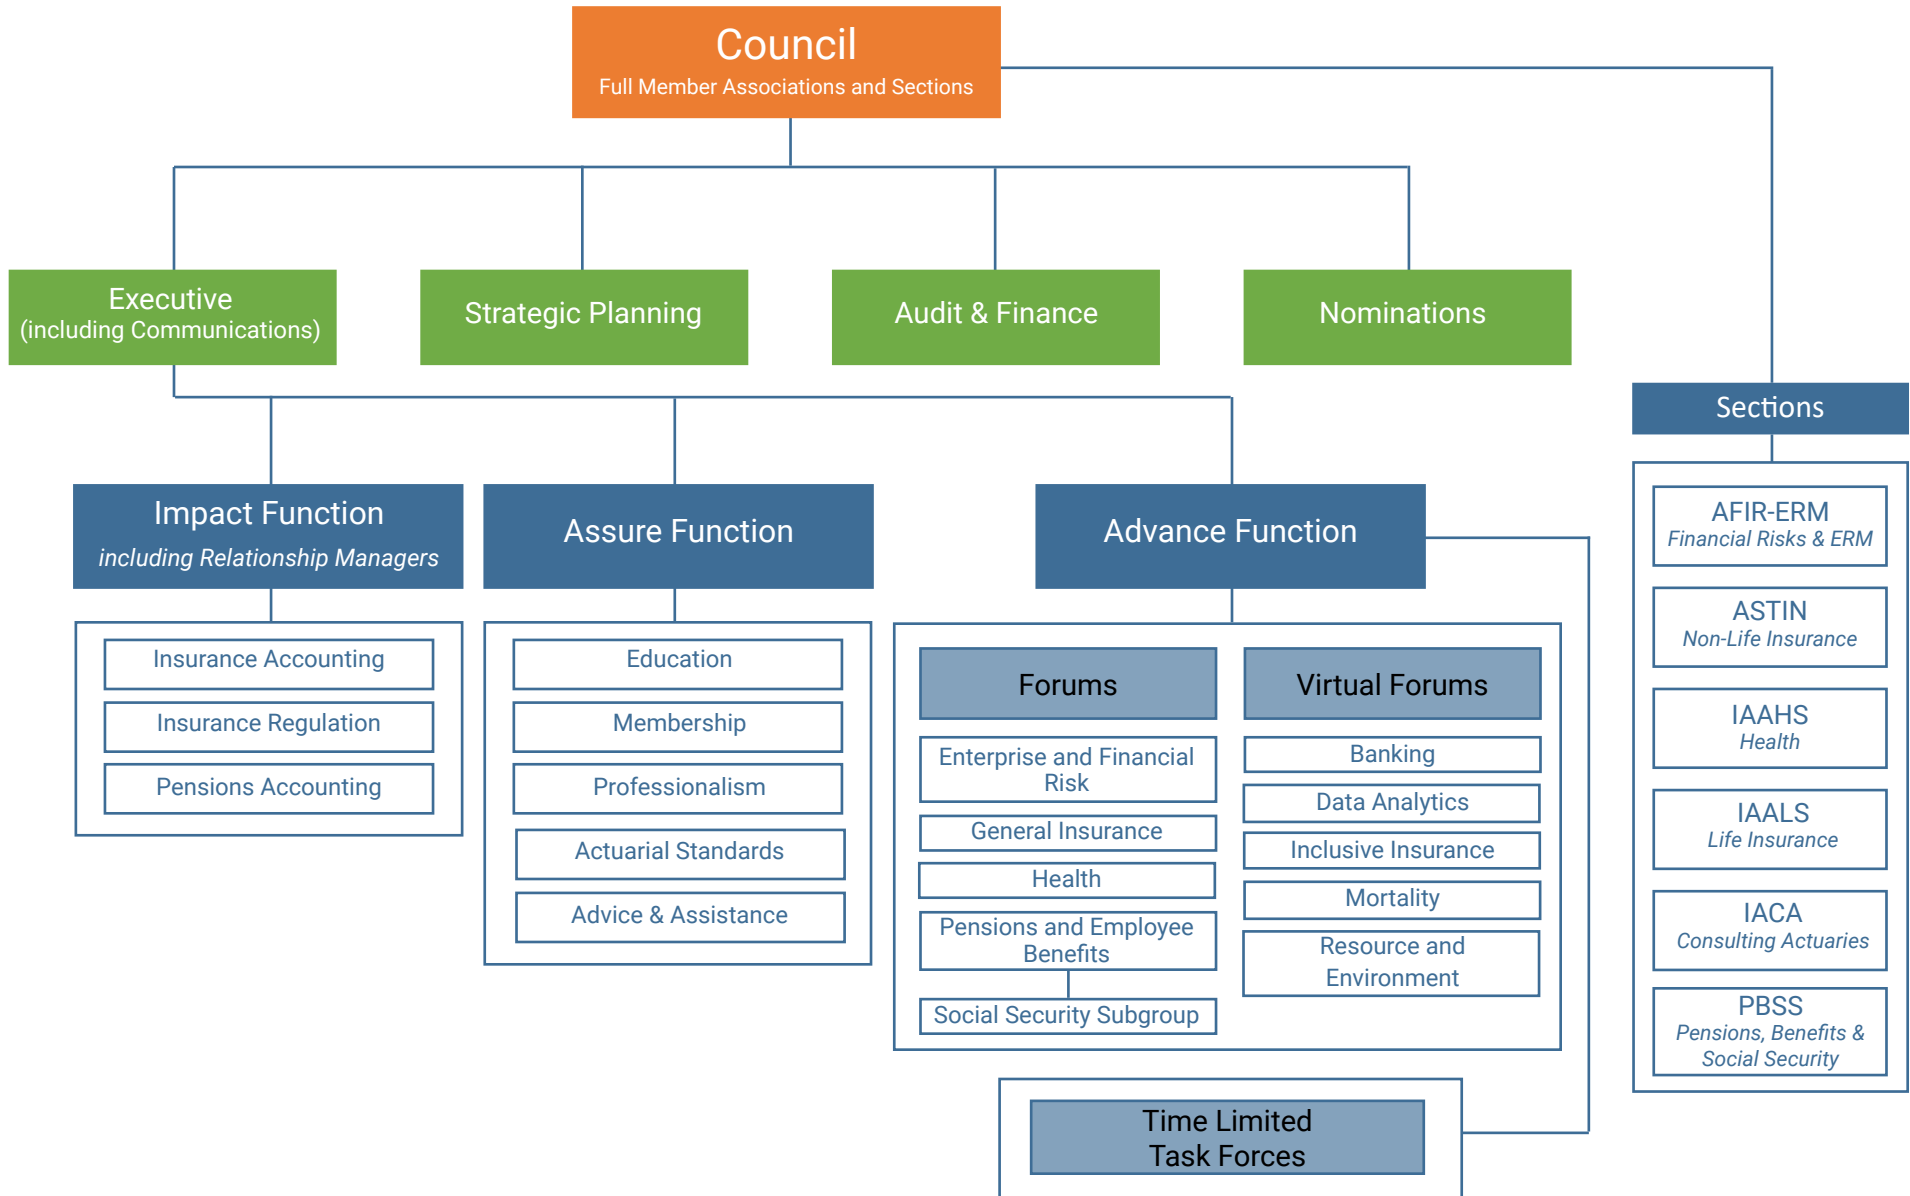 Council
Full Member Associations and Sections
Executive
(including Communications)
Strategic Planning
Audit & Finance
Nominations
Sections
Impact Function
including Relationship Managers
Assure Function
Advance Function
Insurance Accounting
Insurance Regulation
Pensions Accounting
Education
Membership
Professionalism
Actuarial Standards
Advice & Assistance
Forums
Enterprise and Financial
Risk
General Insurance
Health
Pensions and Employee
Benefits
Social Security Subgroup
Virtual Forums
Banking
Data Analytics
Inclusive Insurance
Mortality
Resource and
Environment
Time Limited
Task Forces
AFIR-ERM
Financial Risks & ERM
ASTIN
Non-Life Insurance
IAAHS
Health
IAALS
Life Insurance
IACA
Consulting Actuaries
PBSS
Pensions, Benefits &
Social Security